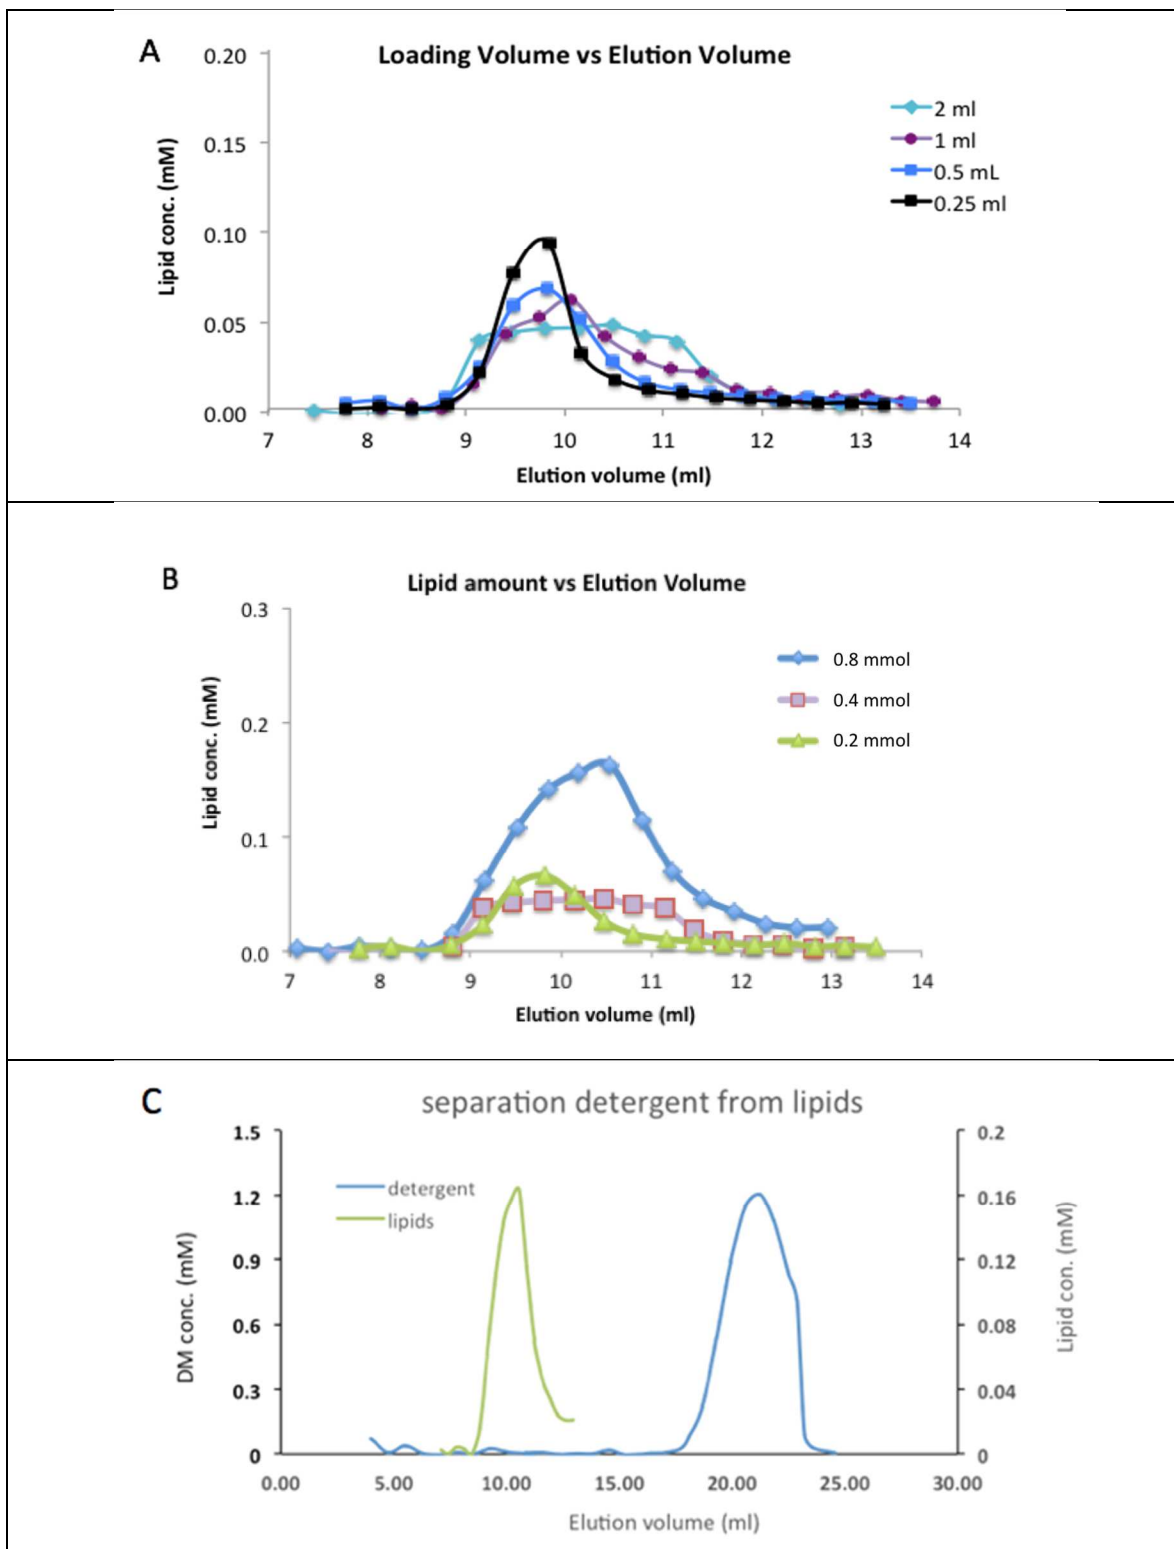 A
Loading Volume vs Elution Volume
0.20
0.15
0.10
0.05
0.00
Lipid conc. (mM)
2 ml
1 ml
0.5 mL
0.25 ml
7 8 9 10 11 12 13 14
Elution volume (ml)
B
Lipid amount vs Elution Volume
0.3
0.2
0.1
0.0
Lipid conc. (mM)
0.8 mmol
0.4 mmol
0.2 mmol
7 8 9 10 11 12 13 14
Elution volume (ml)
C
separation detergent from lipids
1.5
1.2
0.9
0.6
0.3
0
DM conc. (mM)
detergent
lipids
0.2
0.16
0.12
0.08
0.04
0
Lipid con. (mM)
0.00 5.00 10.00 15.00 20.00 25.00 30.00
Elution volume (ml)